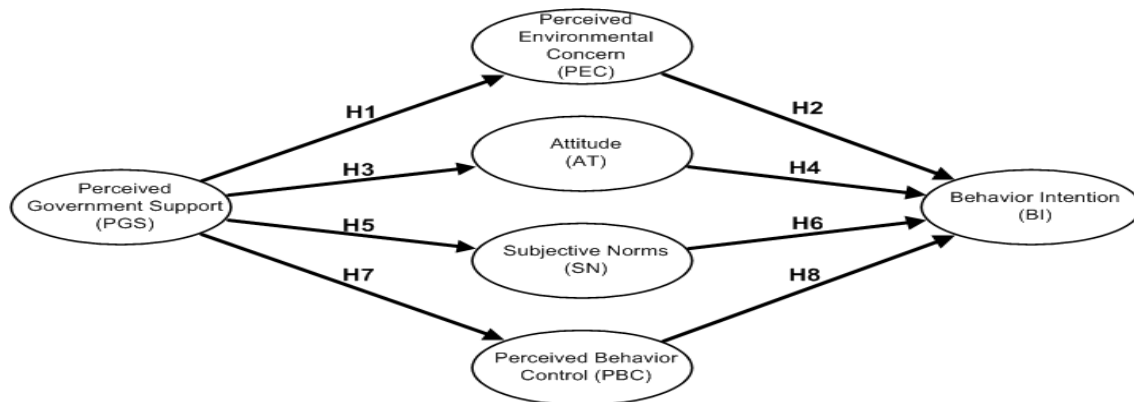 Perceived
Environmental
Concern
(PEC)
H1
H2
Attitude
(AT)
H3
H4
Perceived
Government Support
(PGS)
Behavior Intention
(BI)
H5
H6
Subjective Norms
(SN)
H7
H8
Perceived Behavior
Control (PBC)